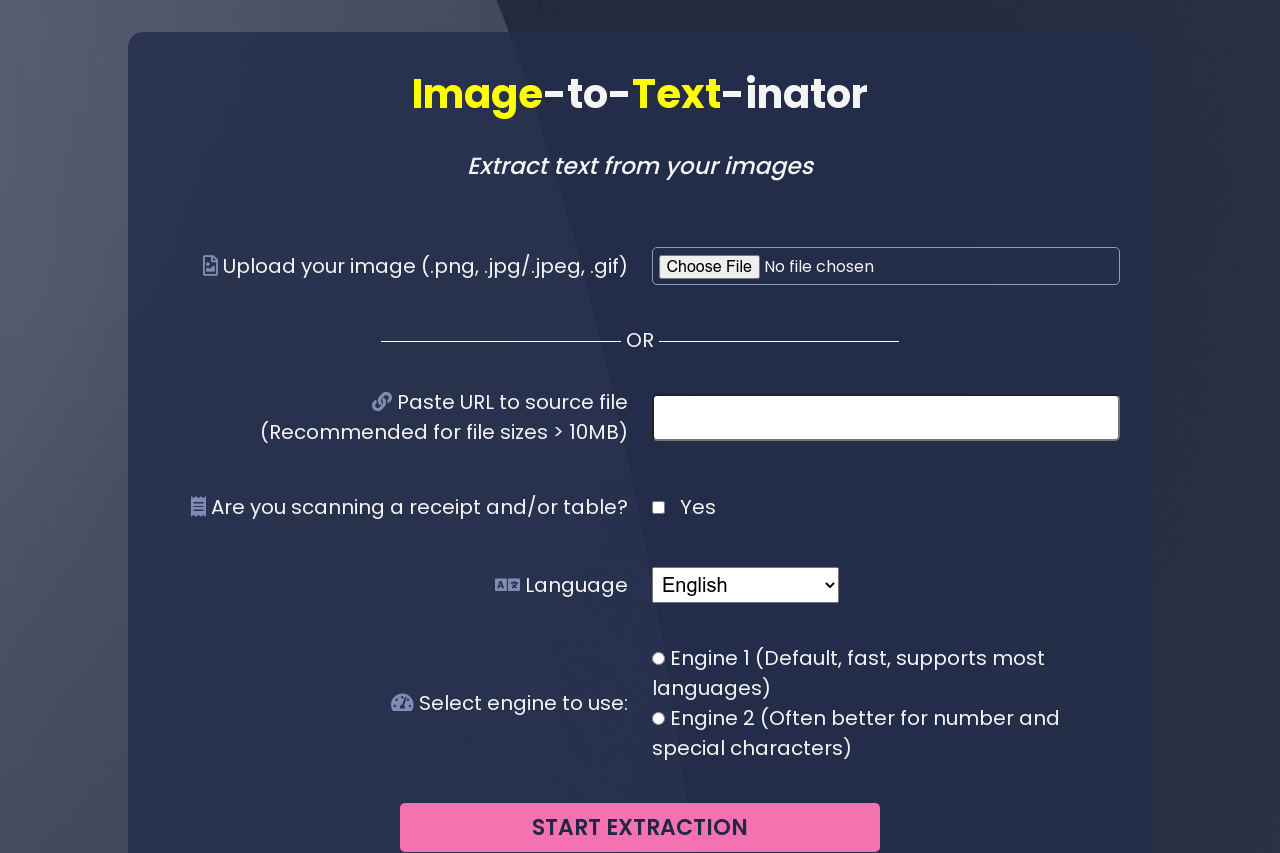 Image-to-Text-inator
Extract text from your images
Upload your image (.png, .jpg/.jpeg, .gif)
Choose File No file chosen
OR
Paste URL to source file
(Recommended for file sizes > 10MB)
Are you scanning a receipt and/or table?
Yes
Language
English
Select engine to use:
Engine 1 (Default, fast, supports most
languages)
Engine 2 (Often better for number and
special characters)
START EXTRACTION